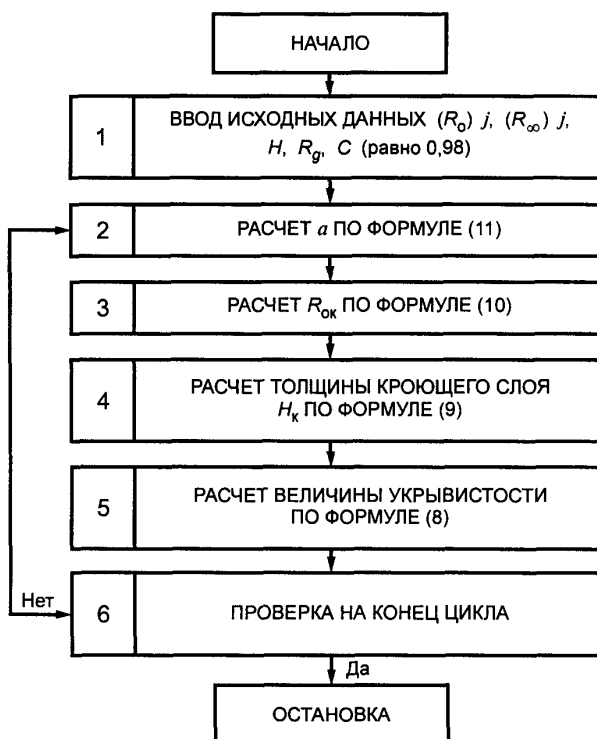 НАЧАЛО
1
ВВОД ИСХОДНЫХ ДАННЫХ (R₀) j, (R∞) j,
H, Rg, C (равно 0,98)
2
РАСЧЕТ a ПО ФОРМУЛЕ (11)
3
РАСЧЕТ Rок ПО ФОРМУЛЕ (10)
4
РАСЧЕТ ТОЛЩИНЫ КРОЮЩЕГО СЛОЯ
Hк ПО ФОРМУЛЕ (9)
5
РАСЧЕТ ВЕЛИЧИНЫ УКРЫВИСТОСТИ
ПО ФОРМУЛЕ (8)
Нет
6
ПРОВЕРКА НА КОНЕЦ ЦИКЛА
Да
ОСТАНОВКА